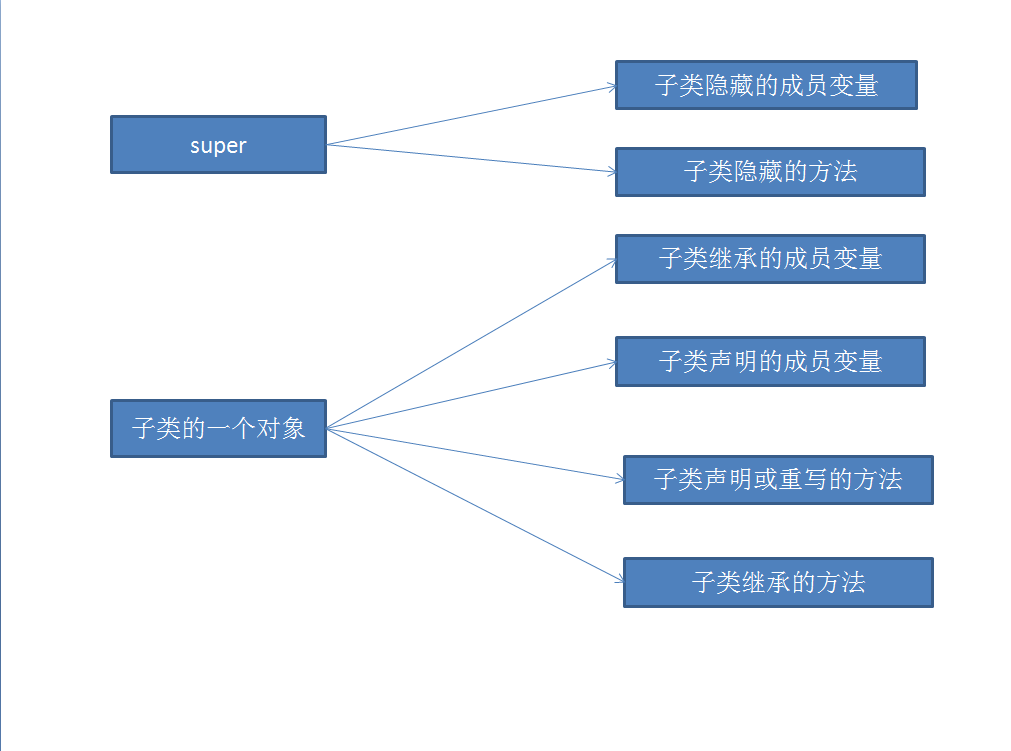 子类隐藏的成员变量
super
子类隐藏的方法
子类继承的成员变量
子类声明的成员变量
子类的一个对象
子类声明或重写的方法
子类继承的方法